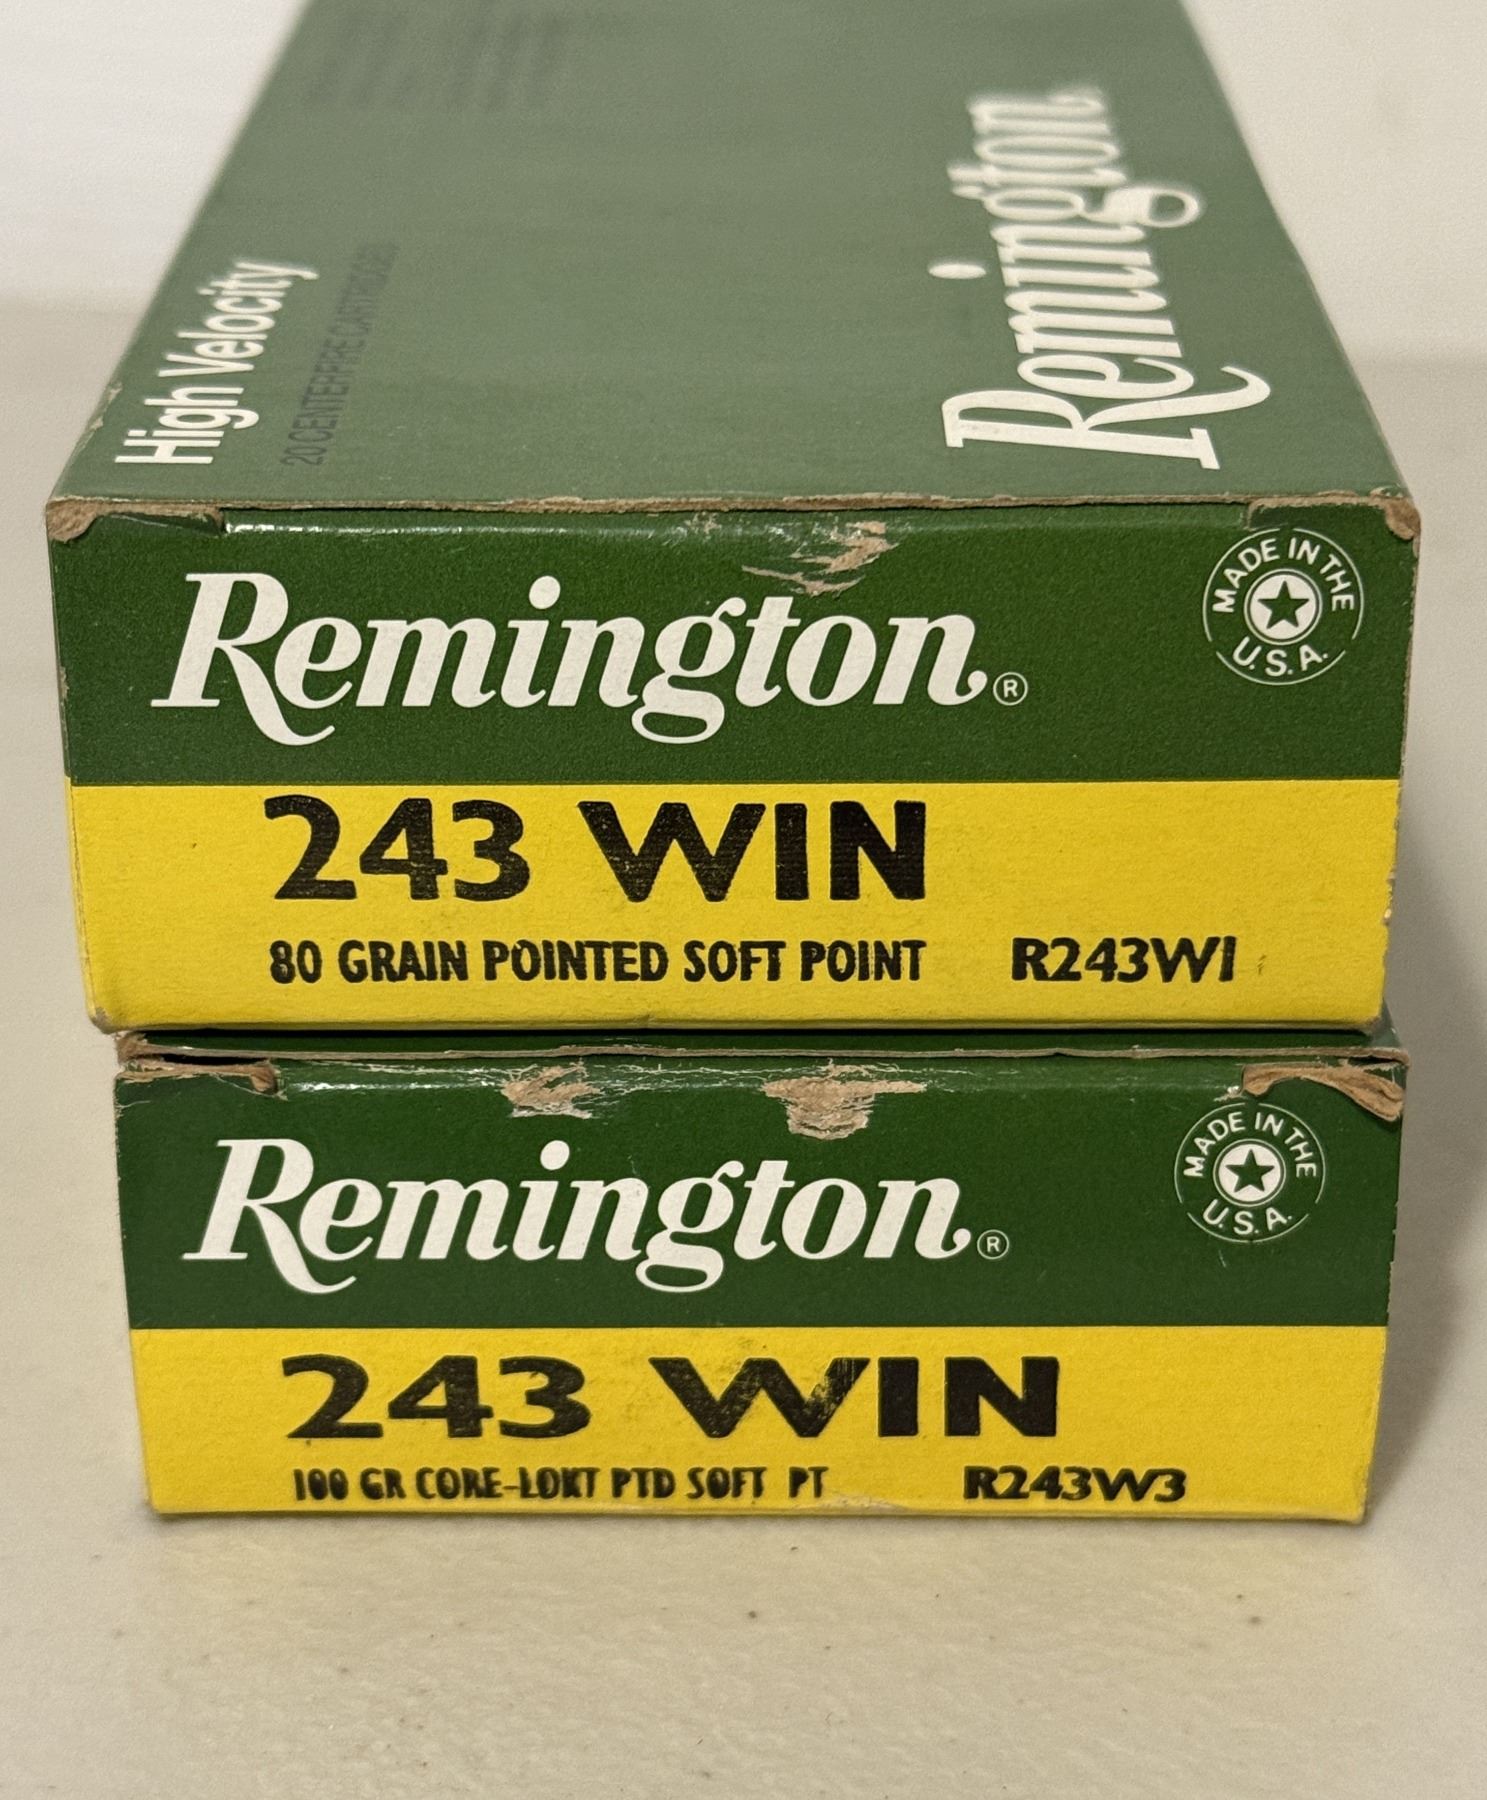 High Velocity
20 CENTERFIRE CARTRIDGES
Remington
Remington®
MADE IN THE
U.S.A.
243 WIN
80 GRAIN POINTED SOFT POINT R243W1
Remington®
MADE IN THE
U.S.A.
243 WIN
100 GR CORE-LOKT PTD SOFT PT R243W3